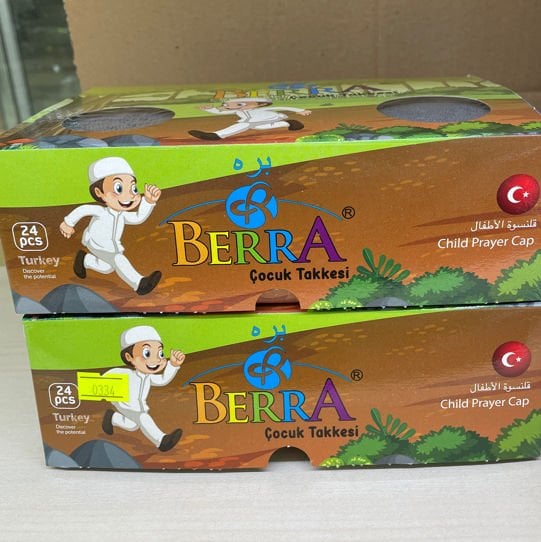 بره
BERRA®
Çocuk Takkesi
24
pcs
Turkey
Discover
the potential
قلنسوة الأطفال
Child Prayer Cap
بره
BERRA®
Çocuk Takkesi
24
pcs
0334
Turkey
Discover
the potential
قلنسوة الأطفال
Child Prayer Cap